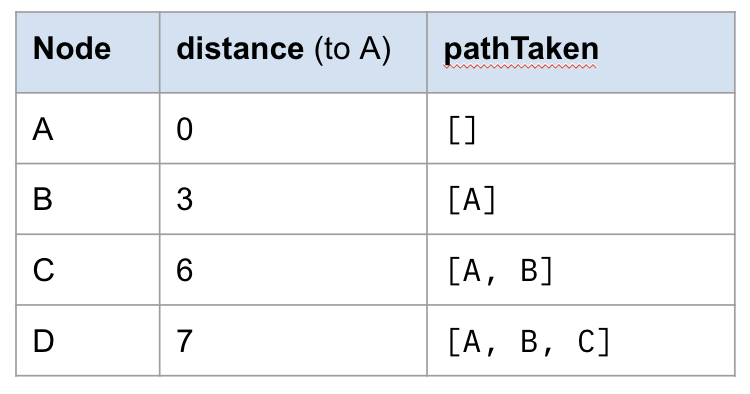 Node distance (to A) pathTaken
A 0 []
B 3 [A]
C 6 [A, B]
D 7 [A, B, C]